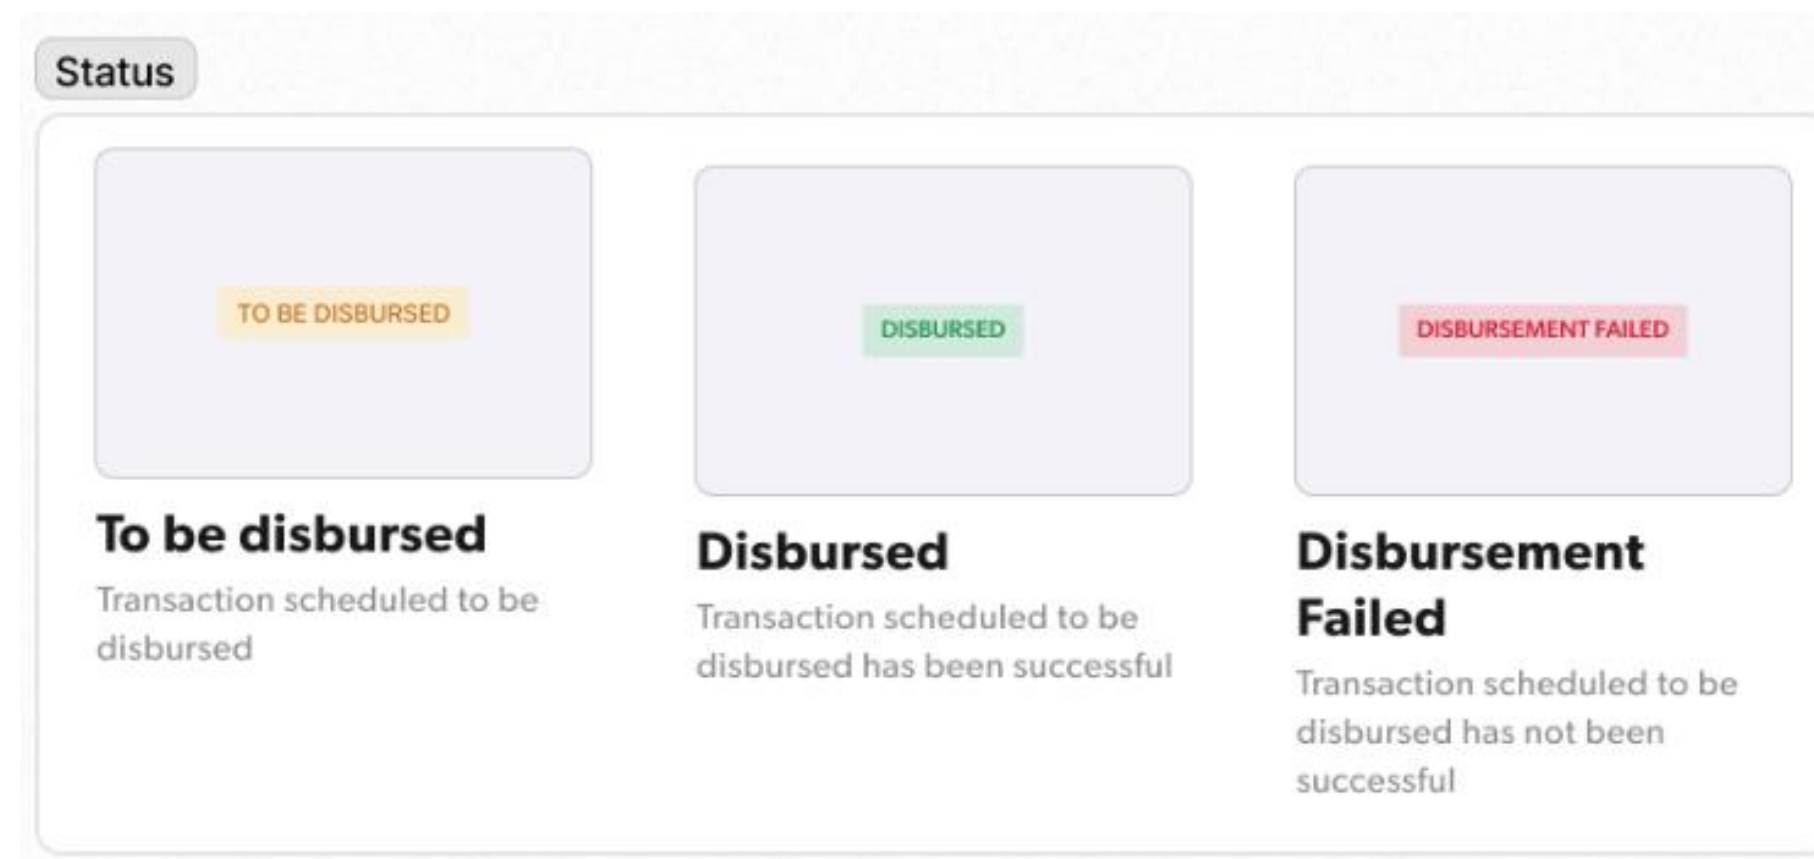 Status
TO BE DISBURSED
To be disbursed
Transaction scheduled to be
disbursed
DISBURSED
Disbursed
Transaction scheduled to be
disbursed has been successful
DISBURSEMENT FAILED
Disbursement
Failed
Transaction scheduled to be
disbursed has not been
successful